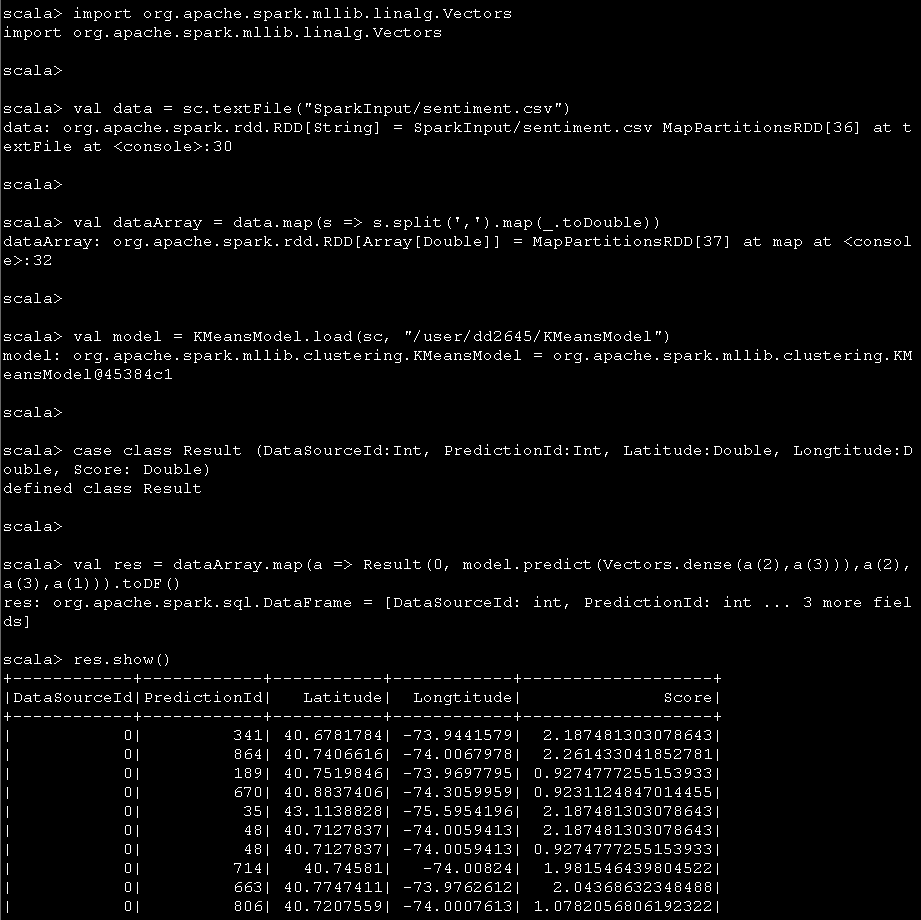 scala> import org.apache.spark.mllib.linalg.Vectors
import org.apache.spark.mllib.linalg.Vectors
scala>
scala> val data = sc.textFile("SparkInput/sentiment.csv")
data: org.apache.spark.rdd.RDD[String] = SparkInput/sentiment.csv MapPartitionsRDD[36] at t
extFile at <console>:30
scala>
scala> val dataArray = data.map(s => s.split(',').map(_.toDouble))
dataArray: org.apache.spark.rdd.RDD[Array[Double]] = MapPartitionsRDD[37] at map at <consol
e>:32
scala>
scala> val model = KMeansModel.load(sc, "/user/dd2645/KMeansModel")
model: org.apache.spark.mllib.clustering.KMeansModel = org.apache.spark.mllib.clustering.KM
eansModel@45384c1
scala>
scala> case class Result (DataSourceId:Int, PredictionId:Int, Latitude:Double, Longtitude:D
ouble, Score: Double)
defined class Result
scala>
scala> val res = dataArray.map(a => Result(0, model.predict(Vectors.dense(a(2),a(3))),a(2),
a(3),a(1))).toDF()
res: org.apache.spark.sql.DataFrame = [DataSourceId: int, PredictionId: int ... 3 more fiel
ds]
scala> res.show()
+------------+------------+-----------+------------+-------------------+
|DataSourceId|PredictionId|   Latitude|  Longtitude|              Score|
+------------+------------+-----------+------------+-------------------+
|           0|         341| 40.6781784| -73.9441579|  2.187481303078643|
|           0|         864| 40.7406616| -74.0067978|  2.261433041852781|
|           0|         189| 40.7519846| -73.9697795| 0.9274777255153933|
|           0|         670| 40.8837406| -74.3059959| 0.9231124847014455|
|           0|          35| 43.1138828| -75.5954196|  2.187481303078643|
|           0|          48| 40.7127837| -74.0059413|  2.187481303078643|
|           0|          48| 40.7127837| -74.0059413| 0.9274777255153933|
|           0|         714|   40.74581|   -74.00824|  1.981546439804522|
|           0|         663| 40.7747411| -73.9762612|   2.04368632348488|
|           0|         806| 40.7207559| -74.0007613| 1.0782056806192322|